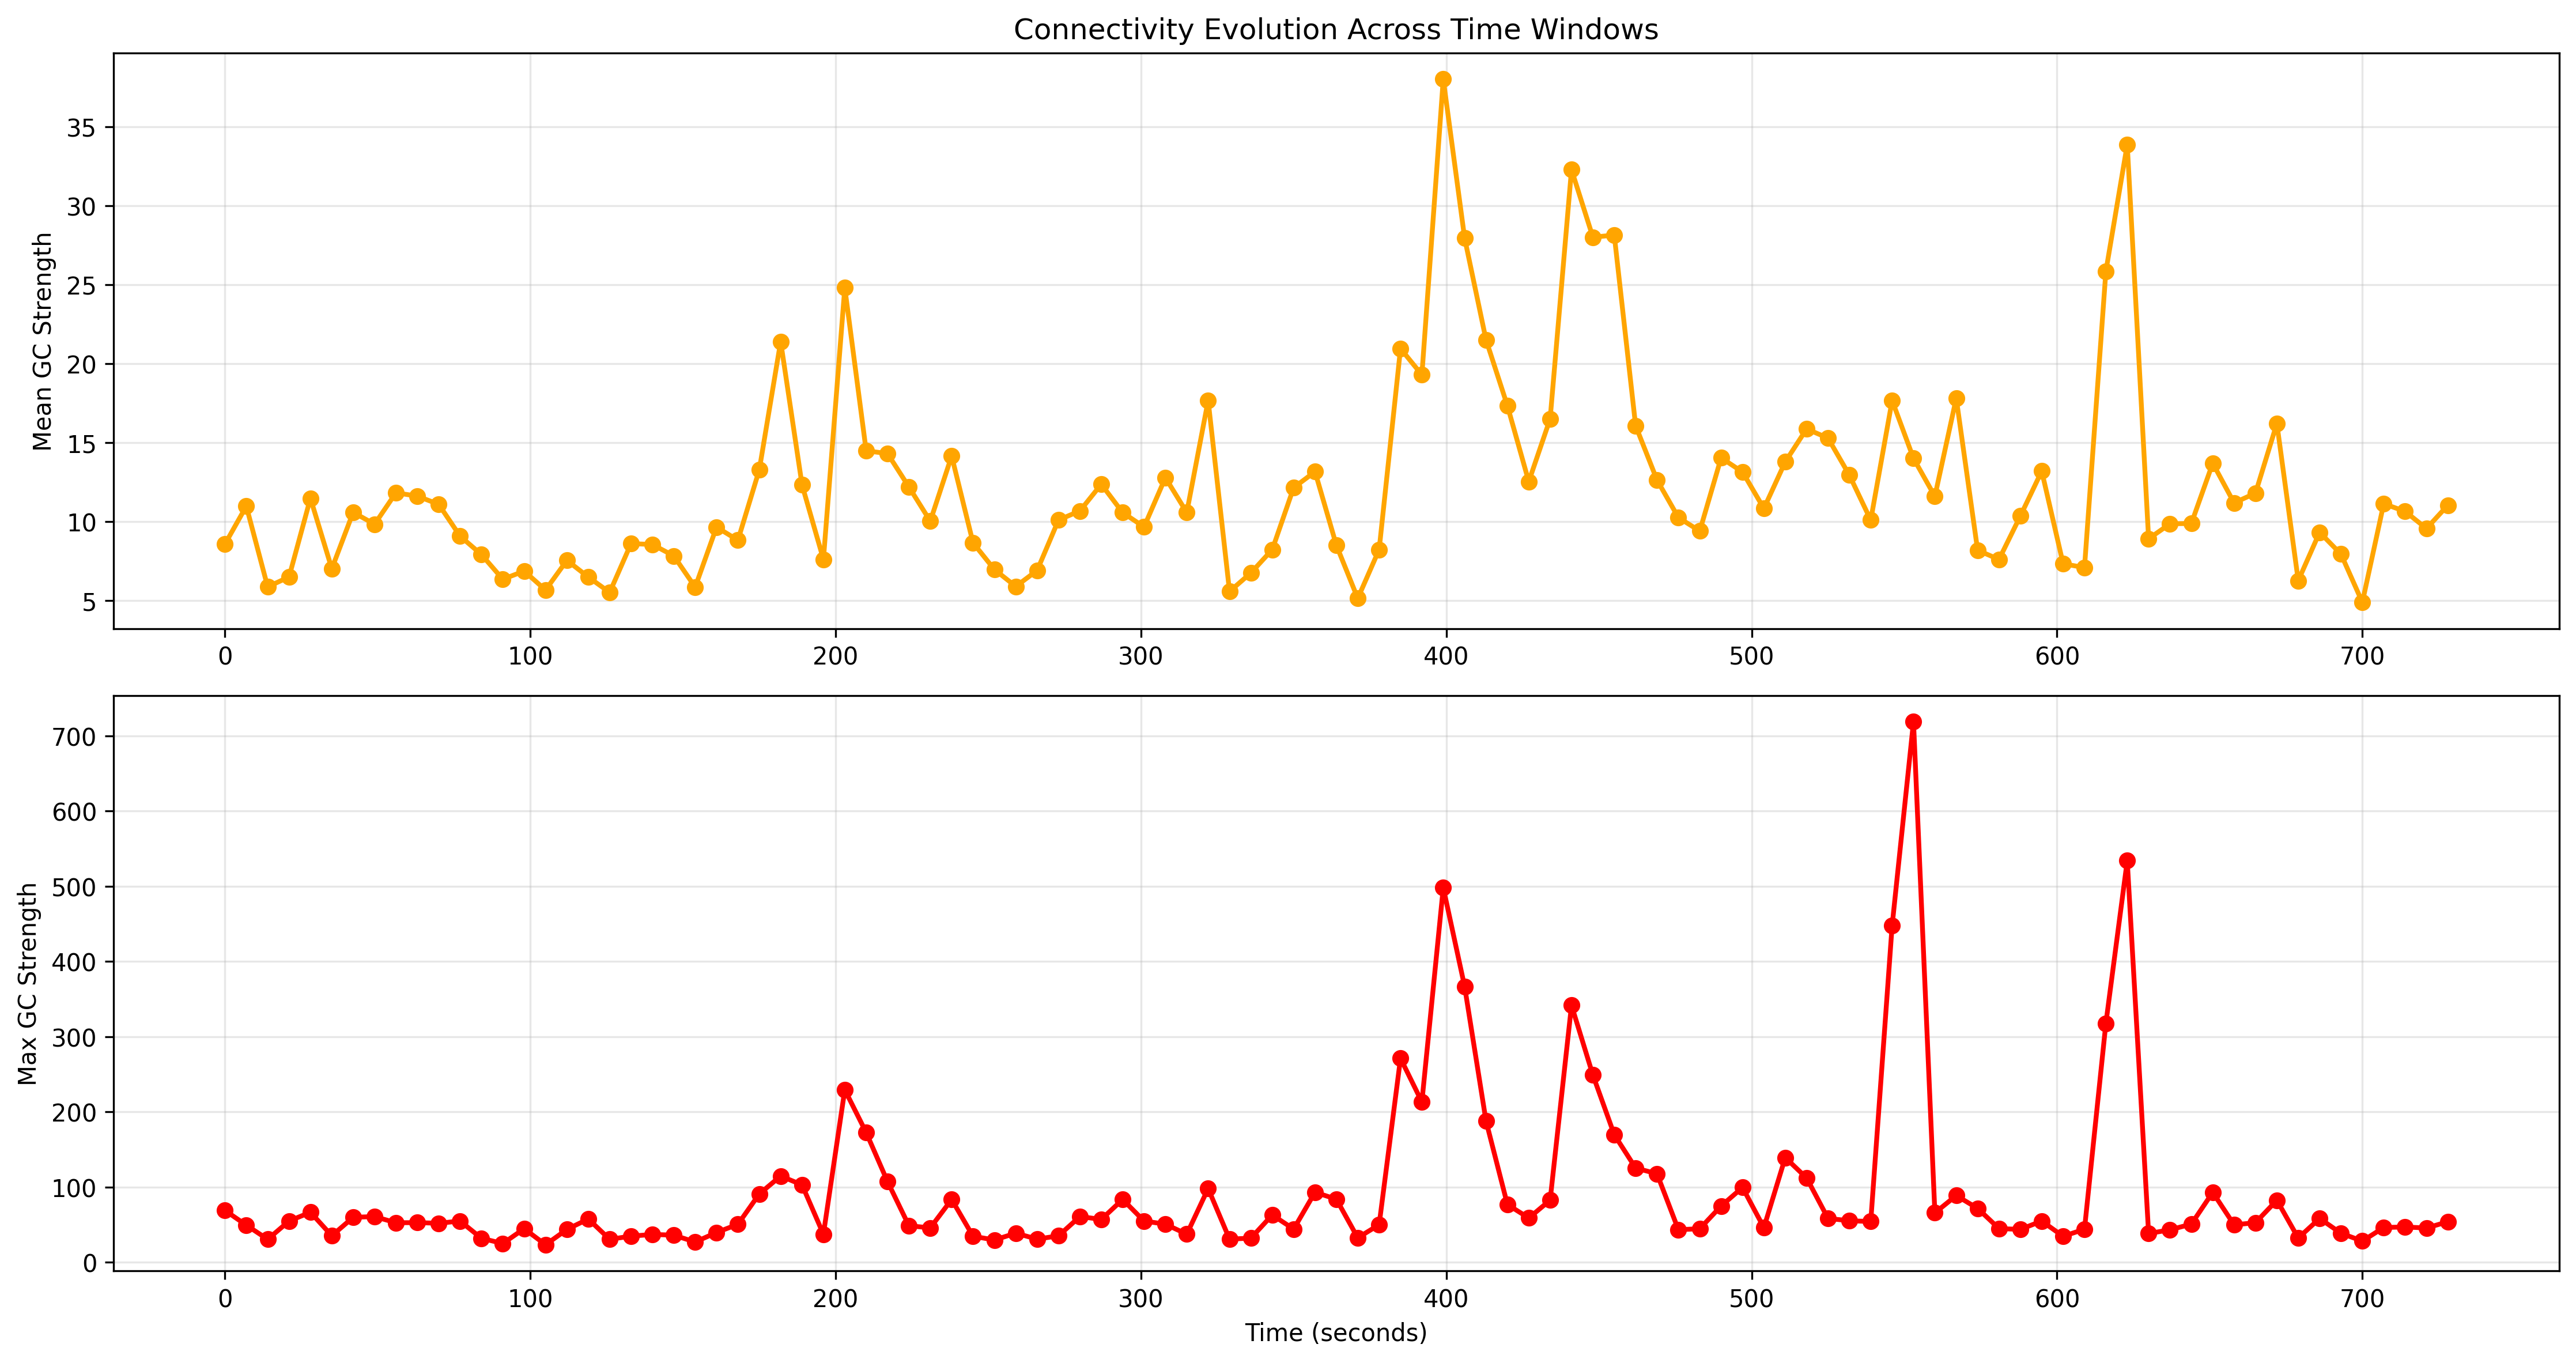 Connectivity Evolution Across Time Windows
Mean GC Strength
35
30
25
20
15
10
5
0 100 200 300 400 500 600 700
Max GC Strength
700
600
500
400
300
200
100
0
0 100 200 300 400 500 600 700
Time (seconds)